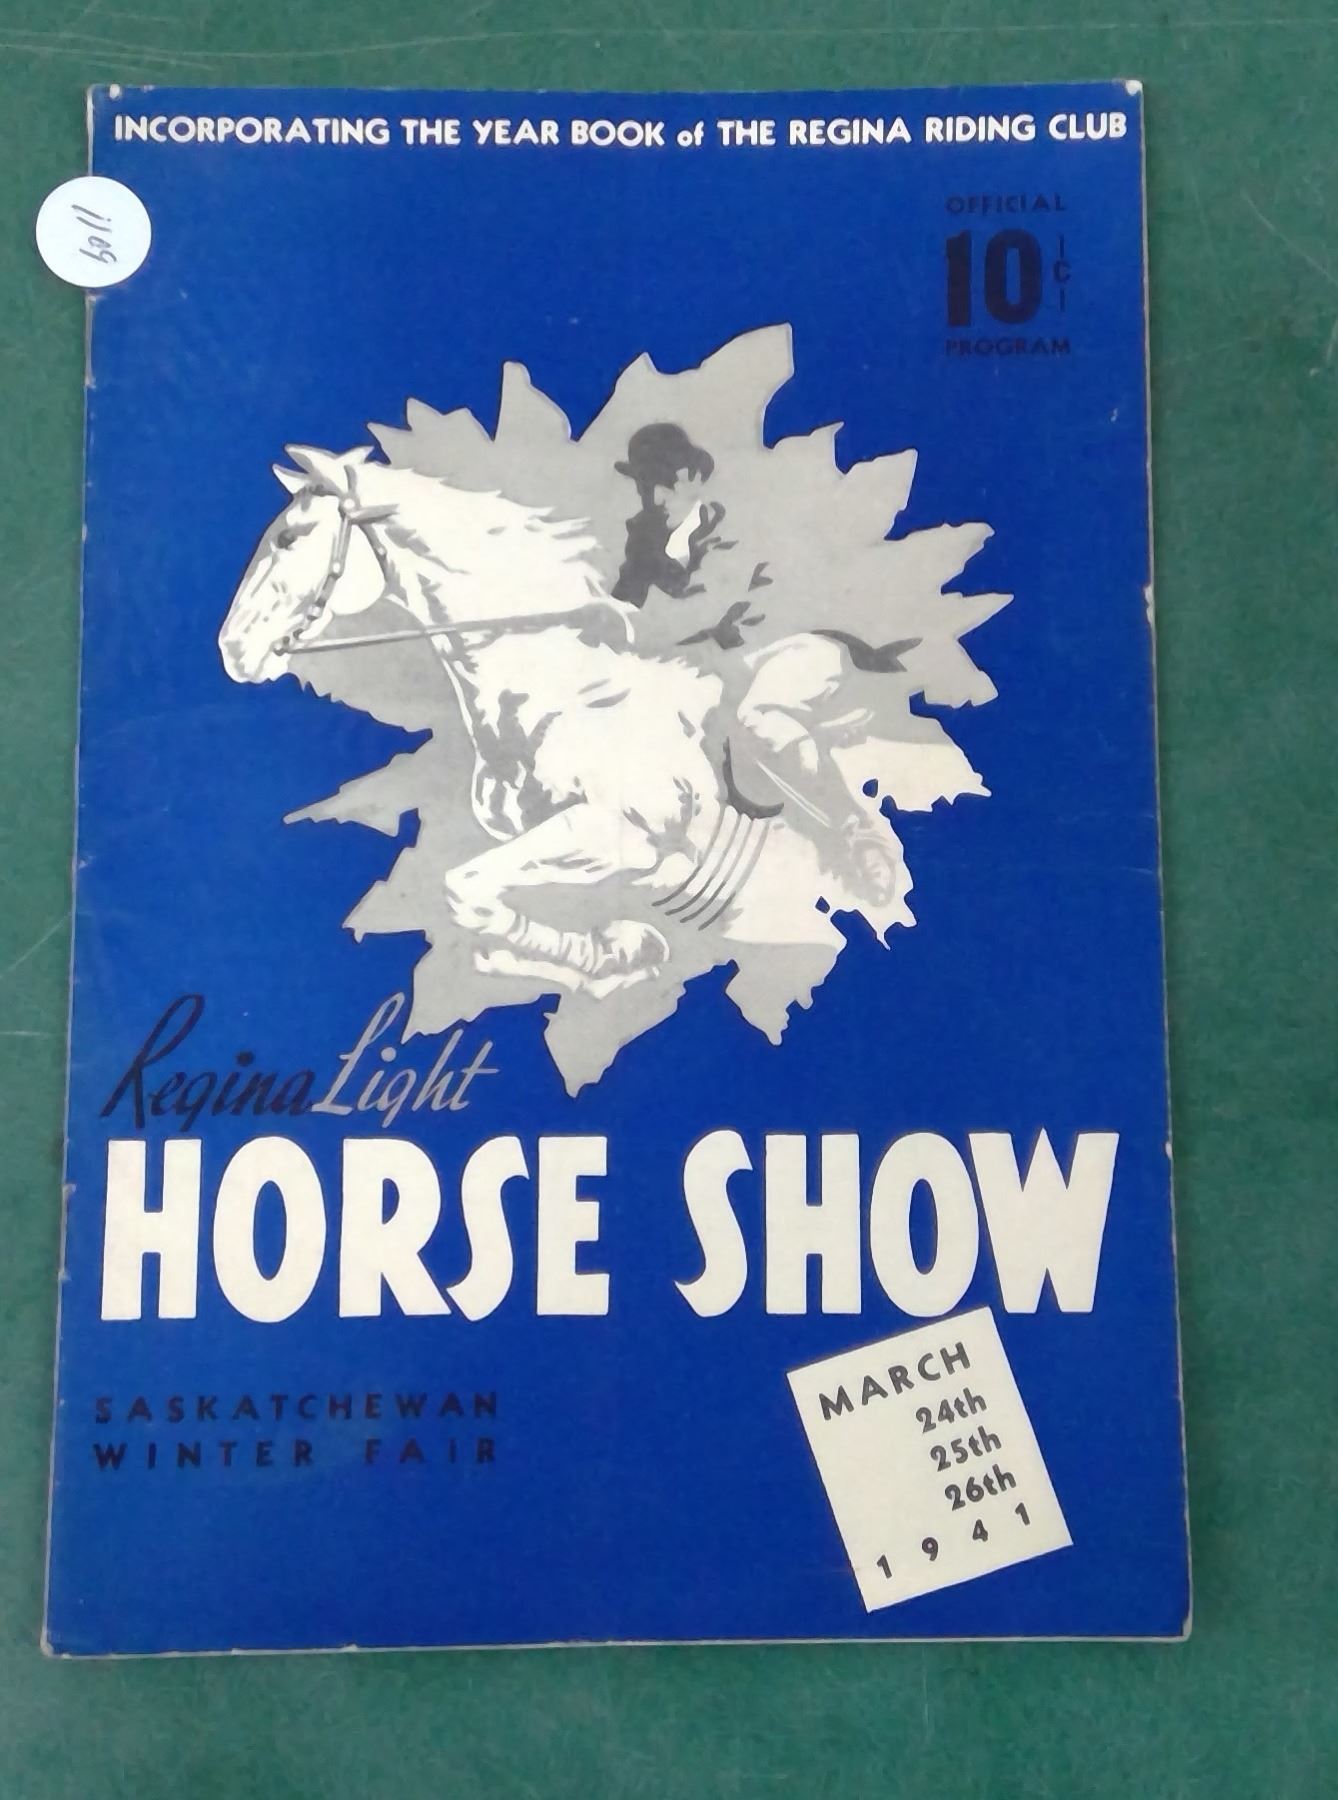 INCORPORATING THE YEAR BOOK of THE REGINA RIDING CLUB
1109
OFFICIAL
10
C
PROGRAM
Regina Light
HORSE SHOW
SASKATCHEWAN
WINTER FAIR
MARCH
24th
25th
26th
1941